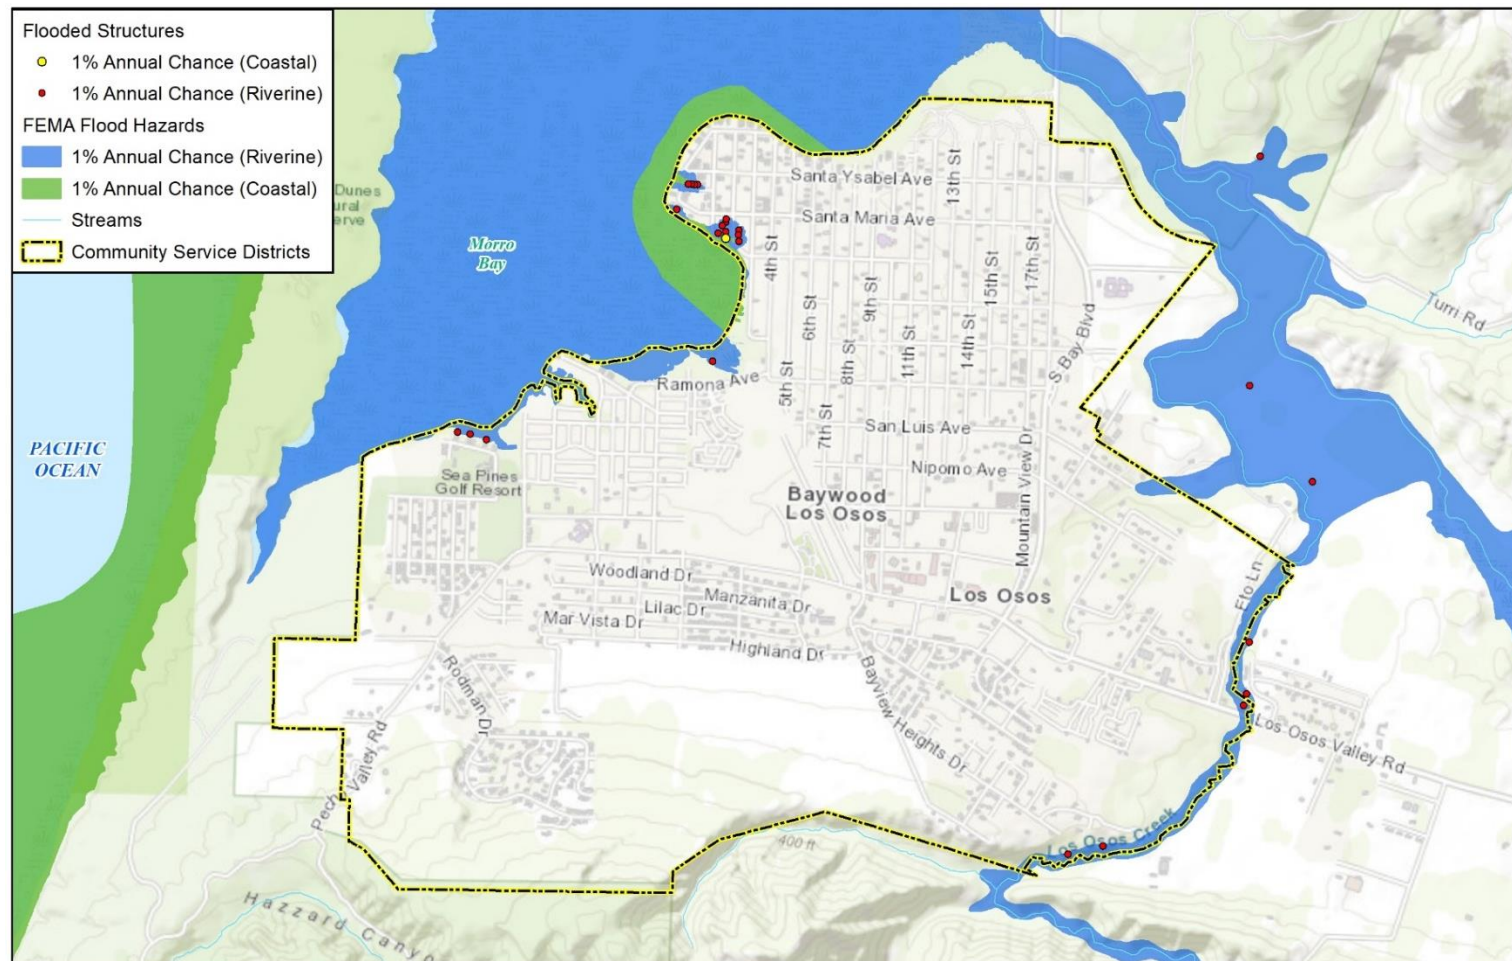 Flooded Structures
1% Annual Chance (Coastal)
1% Annual Chance (Riverine)
FEMA Flood Hazards
1% Annual Chance (Riverine)
1% Annual Chance (Coastal)
Streams
Community Service Districts
Dunes
Morro
Bay
PACIFIC
OCEAN
Santa Ysabel Ave
Santa Maria Ave
13th St
4th St
6th St
9th St
15th St
17th St
5th St
8th St
11th St
14th St
7th St
S Bay Blvd
Turri Rd
Ramona Ave
San Luis Ave
Nipomo Ave
Mountain View Dr
Sea Pines
Golf Resort
Baywood
Los Osos
Los Osos
Woodland Dr
Manzanita Dr
Lilac Dr
Mar Vista Dr
Highland Dr
Eto Ln
Rodman Dr
Bayview Heights Dr
Los Osos Valley Rd
Valley Rd
Los Osos Creek
400 ft
Hazzard